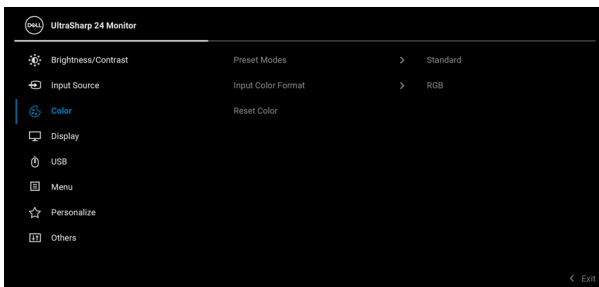 DELL UltraSharp 24 Monitor
Brightness/Contrast Preset Modes > Standard
Input Source Input Color Format > RGB
Color Reset Color
Display
USB
Menu
Personalize
Others
< Exit